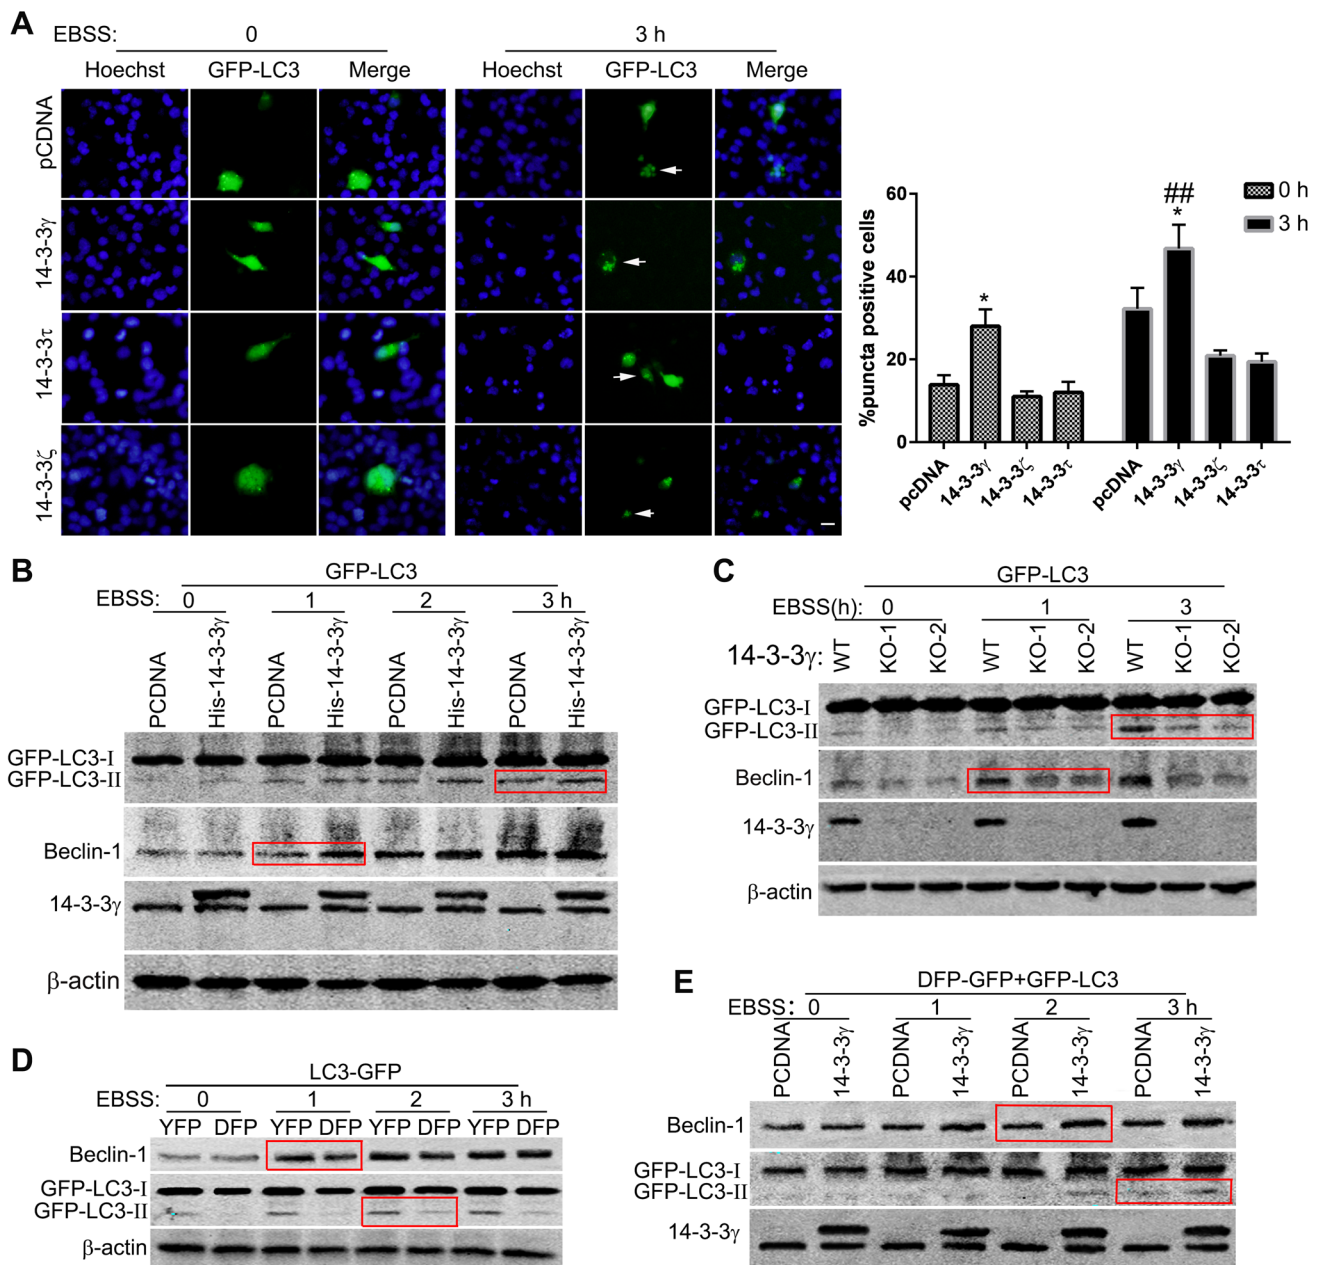 A
EBSS: 0 3 h
Hoechst GFP-LC3 Merge Hoechst GFP-LC3 Merge
pCDNA
14-3-3γ
14-3-3τ
14-3-3ζ
%puncta positive cells
60
40
20
0
* ## *
0 h
3 h
pcDNA 14-3-3γ 14-3-3ζ 14-3-3τ pcDNA 14-3-3γ 14-3-3ζ 14-3-3τ
B
GFP-LC3
EBSS: 0 1 2 3 h
PCDNA His-14-3-3γ PCDNA His-14-3-3γ PCDNA His-14-3-3γ PCDNA His-14-3-3γ
GFP-LC3-I
GFP-LC3-II
Beclin-1
14-3-3γ
β-actin
C
GFP-LC3
EBSS(h): 0 1 3
14-3-3γ: WT KO-1 KO-2 WT KO-1 KO-2 WT KO-1 KO-2
GFP-LC3-I
GFP-LC3-II
Beclin-1
14-3-3γ
β-actin
D
LC3-GFP
EBSS: 0 1 2 3 h
YFP DFP YFP DFP YFP DFP YFP DFP
Beclin-1
GFP-LC3-I
GFP-LC3-II
β-actin
E
DFP-GFP+GFP-LC3
EBSS: 0 1 2 3 h
PCDNA 14-3-3γ PCDNA 14-3-3γ PCDNA 14-3-3γ PCDNA 14-3-3γ
Beclin-1
GFP-LC3-I
GFP-LC3-II
14-3-3γ